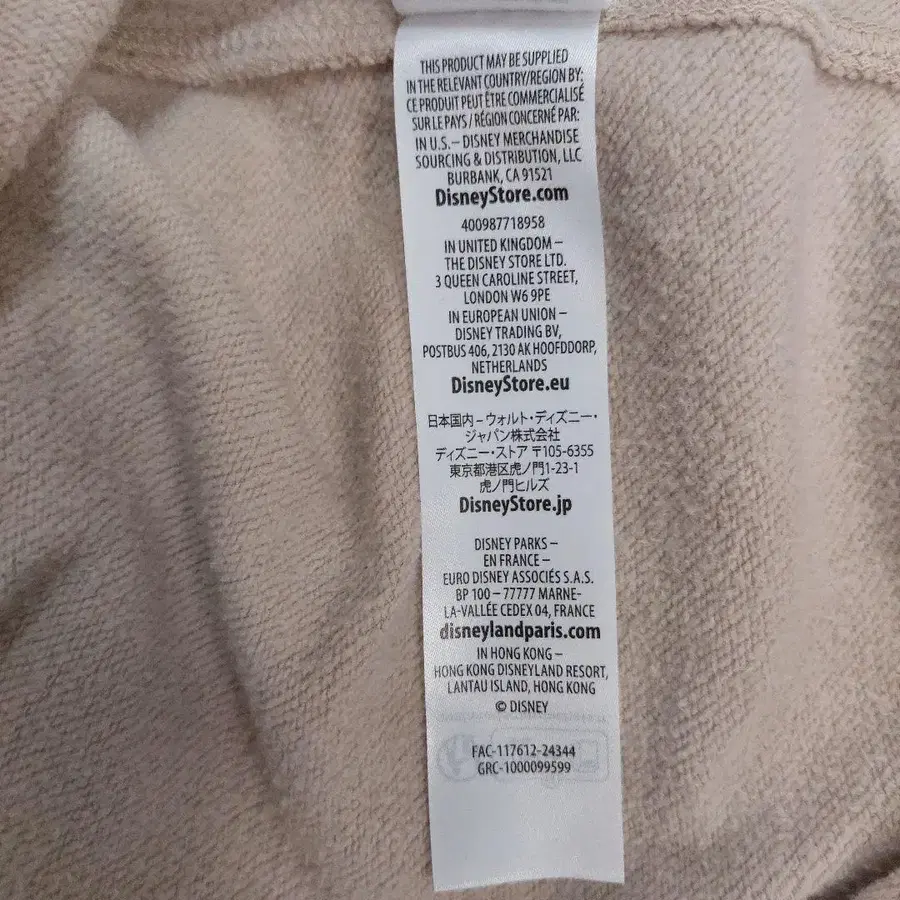 THIS PRODUCT MAY BE SUPPLIED
IN THE RELEVANT COUNTRY/REGION BY:
CE PRODUIT PEUT ÊTRE COMMERCIALISÉ
SUR LE PAYS / RÉGION CONCERNÉ PAR:
IN U.S.– DISNEY MERCHANDISE
SOURCING & DISTRIBUTION, LLC
BURBANK, CA 91521
DisneyStore.com
400987718958
IN UNITED KINGDOM –
THE DISNEY STORE LTD.
3 QUEEN CAROLINE STREET,
LONDON W6 9PE
IN EUROPEAN UNION –
DISNEY TRADING BV,
POSTBUS 406, 2130 AK HOOFDDORP,
NETHERLANDS
DisneyStore.eu
日本国内 – ウォルト・ディズニー・
ジャパン株式会社
ディズニー・ストア 〒105-6355
東京都港区虎ノ門1-23-1
虎ノ門ヒルズ
DisneyStore.jp
DISNEY PARKS –
EN FRANCE –
EURO DISNEY ASSOCIÉS S.A.S.
BP 100 – 77777 MARNE-
LA-VALLÉE CEDEX 04, FRANCE
disneylandparis.com
IN HONG KONG –
HONG KONG DISNEYLAND RESORT,
LANTAU ISLAND, HONG KONG
© DISNEY
FAC-117612-24344
GRC-1000099599